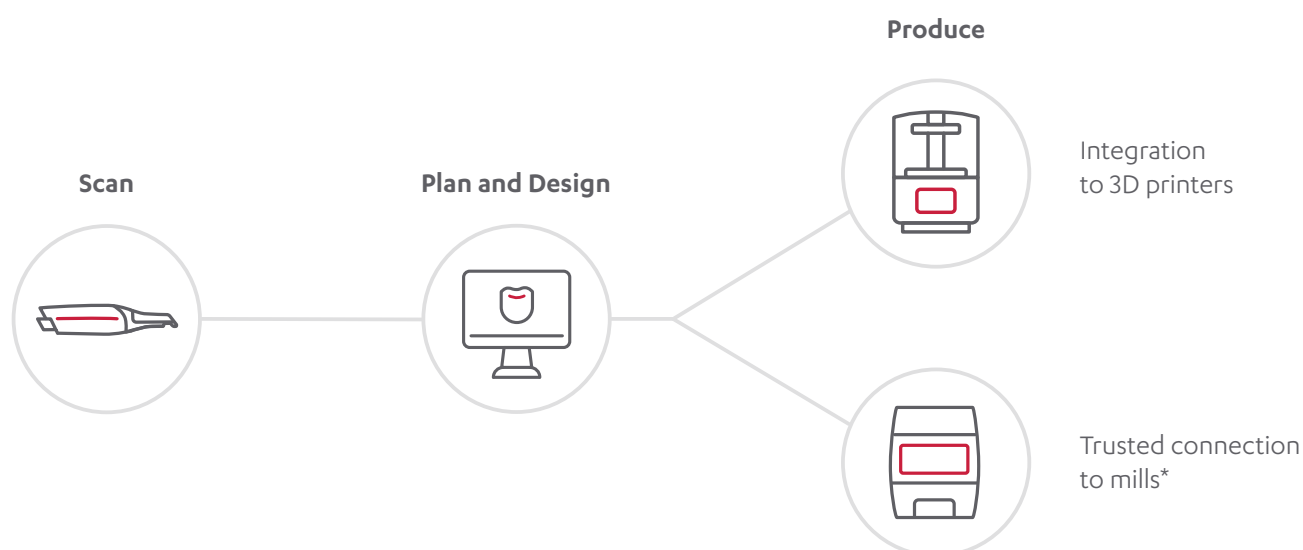 Produce
Integration
to 3D printers
Scan
Plan and Design
Trusted connection
to mills*